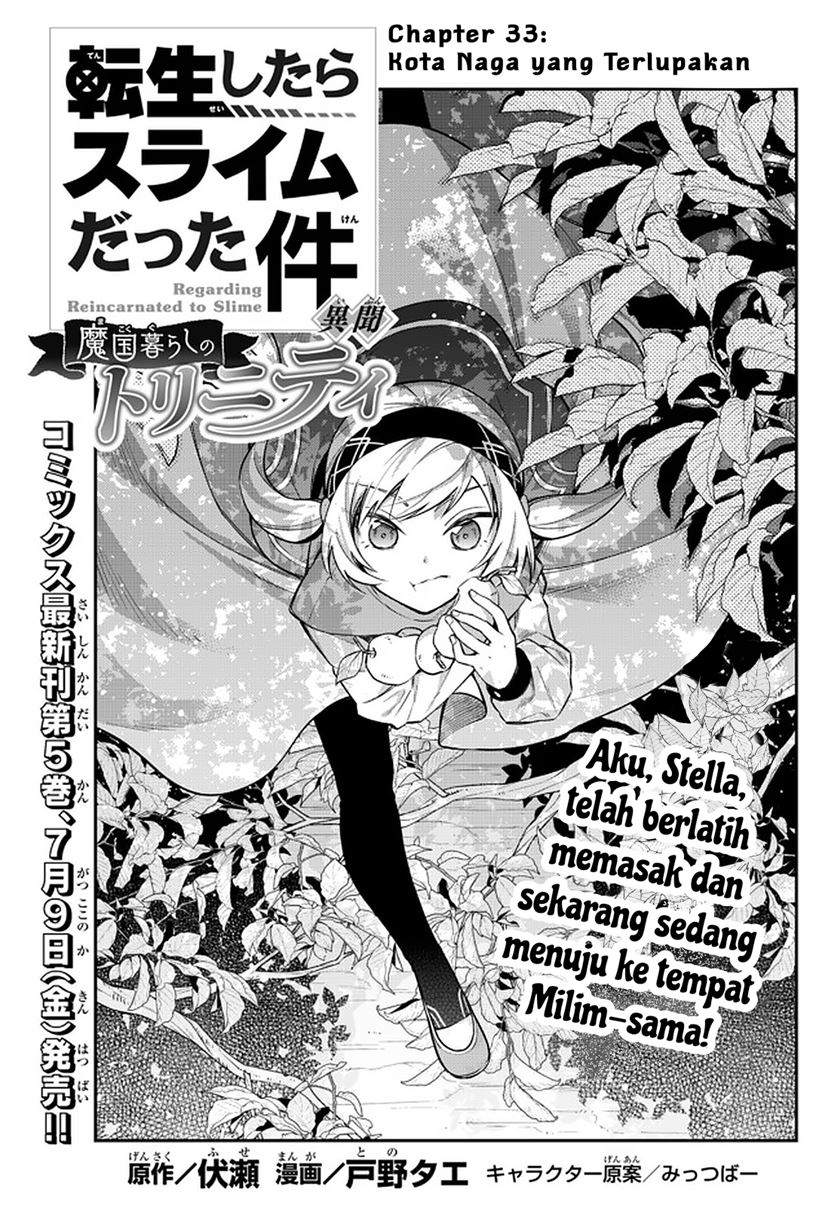 Chapter 33:
Kota Naga yang Terlupakan
転生したら
スライム
だった件
Regarding
Reincarnated to Slime
異聞
魔国暮らしの
トリニティ
コミックス最新刊第5巻、7月9日(金)発売!!
Aku, Stella,
telah berlatih
memasak dan
sekarang sedang
menuju ke tempat
Milim-sama!
原作/伏瀬 漫画/戸野タエ キャラクター原案/みっつばー